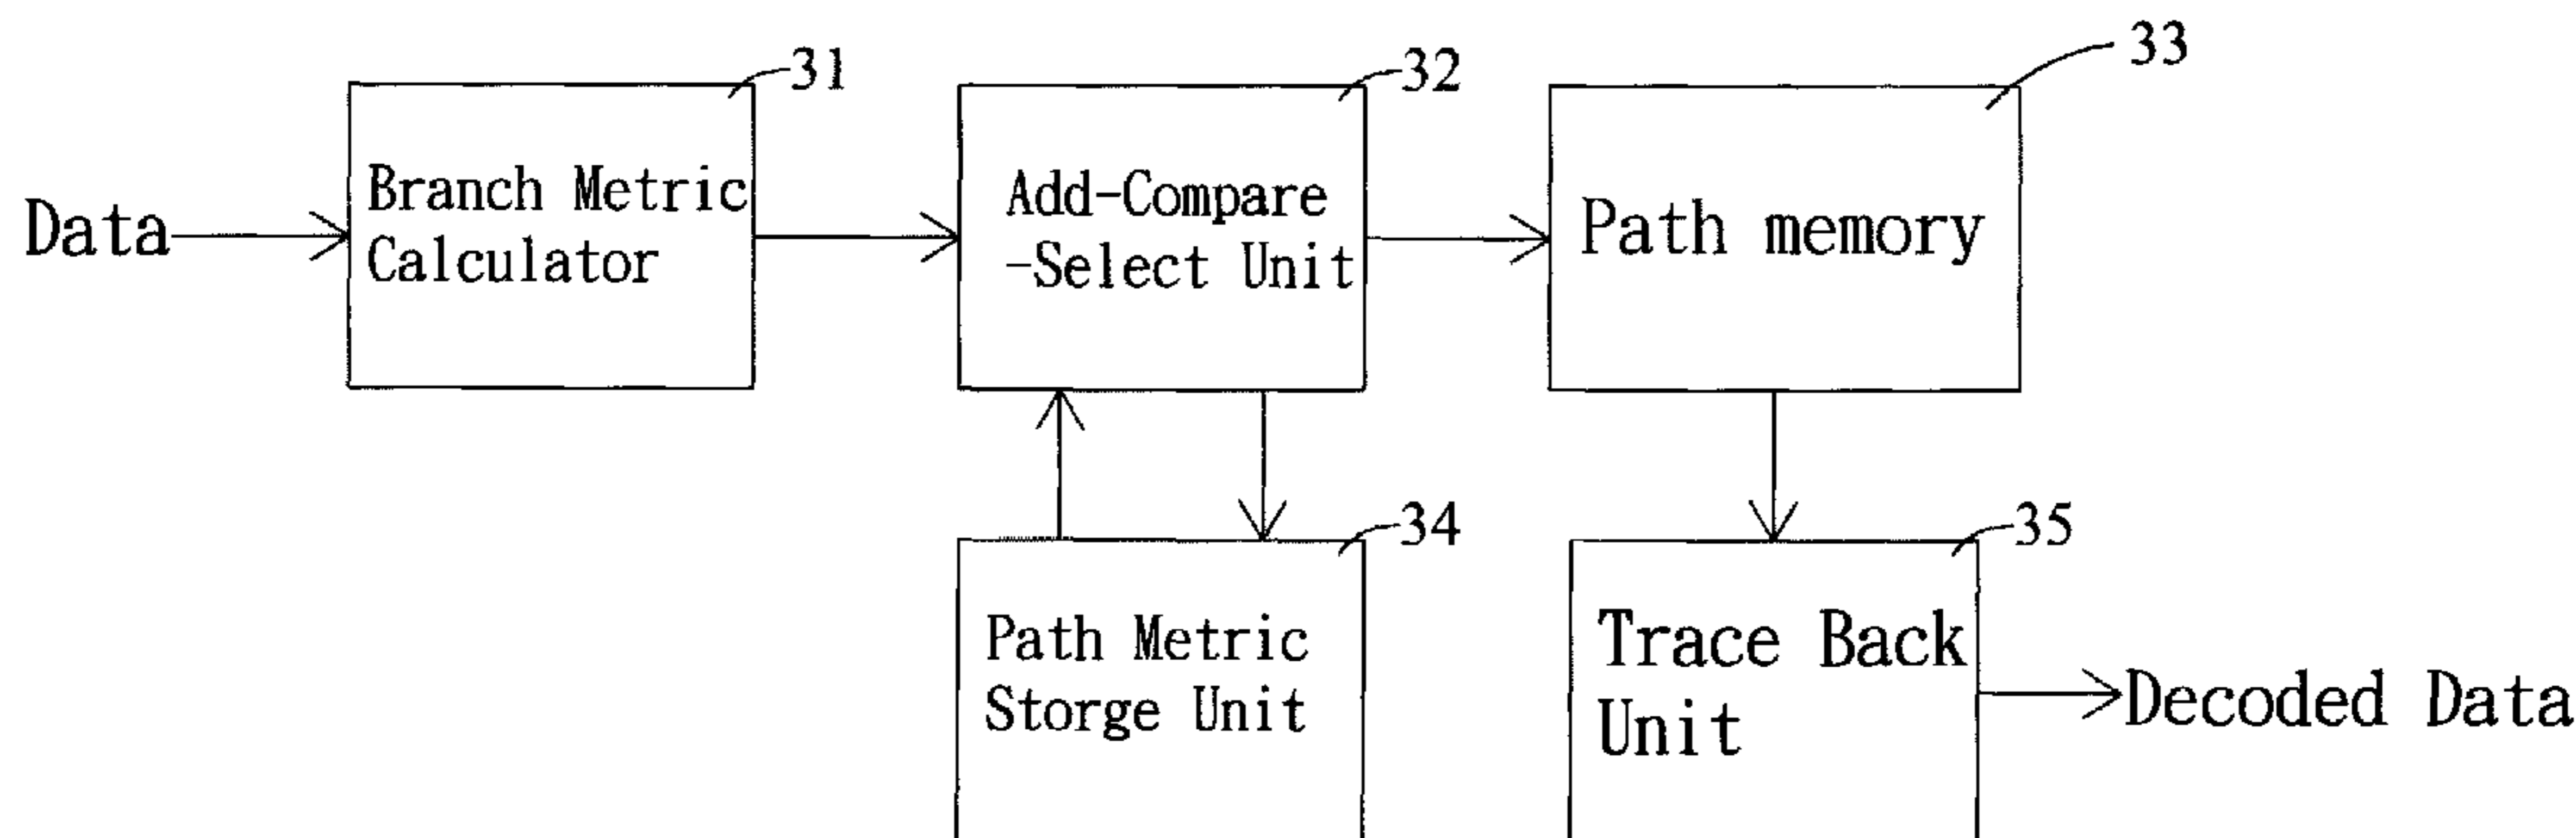 31
32
33
Data
Branch Metric
Calculator
Add-Compare
-Select Unit
Path memory
34
35
Path Metric
Storge Unit
Trace Back
Unit
Decoded Data